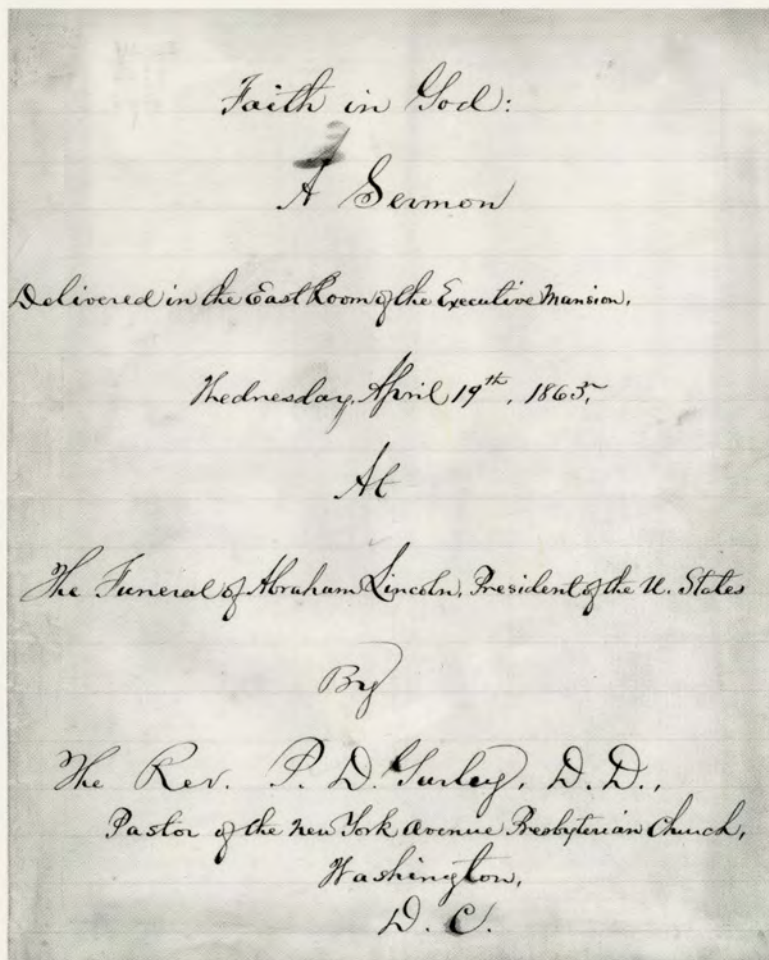 Faith in God:
A Sermon
Delivered in the East Room of the Executive Mansion,
Wednesday, April 19th, 1865,
At
The Funeral of Abraham Lincoln, President of the U. States
By
The Rev. P. D. Gurley, D. D.,
Pastor of the New York Avenue Presbyterian Church,
Washington,
D. C.